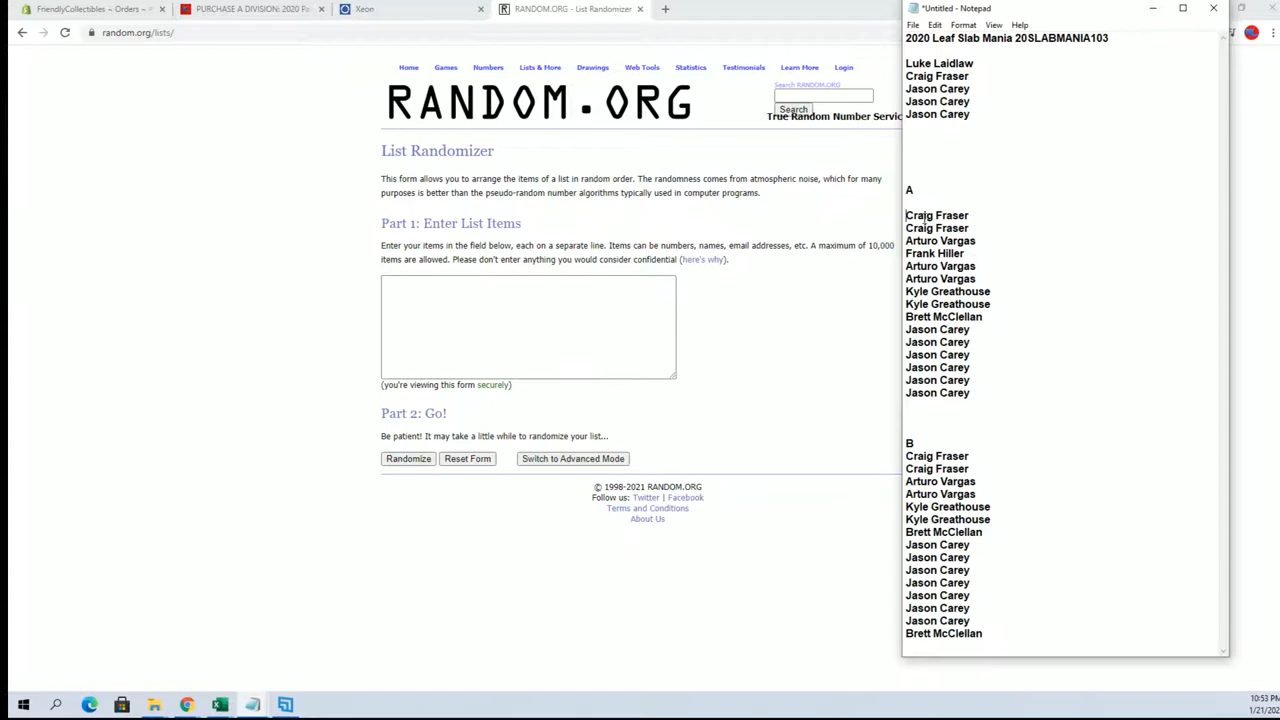 FriendlyCollectibles ~ Orders ~
PURCHASE A DIVISION: 2020 Pa
Xeon
RANDOM.ORG - List Randomizer
random.org/lists/
Home
Games
Numbers
Lists & More
Drawings
Web Tools
Statistics
Testimonials
Learn More
Login
RANDOM.ORG
Search RANDOM.ORG
Search
True Random Number Servic
List Randomizer
This form allows you to arrange the items of a list in random order. The randomness comes from atmospheric noise, which for many
purposes is better than the pseudo-random number algorithms typically used in computer programs.
Part 1: Enter List Items
Enter your items in the field below, each on a separate line. Items can be numbers, names, email addresses, etc. A maximum of 10,000
items are allowed. Please don't enter anything you would consider confidential (here's why).
(you're viewing this form securely)
Part 2: Go!
Be patient! It may take a little while to randomize your list...
Randomize
Reset Form
Switch to Advanced Mode
© 1998-2021 RANDOM.ORG
Follow us: Twitter | Facebook
Terms and Conditions
About Us
*Untitled - Notepad
File
Edit
Format
View
Help
2020 Leaf Slab Mania 20SLABMANIA103
Luke Laidlaw
Craig Fraser
Jason Carey
Jason Carey
Jason Carey
A
Craig Fraser
Craig Fraser
Arturo Vargas
Frank Hiller
Arturo Vargas
Arturo Vargas
Kyle Greathouse
Kyle Greathouse
Brett McClellan
Jason Carey
Jason Carey
Jason Carey
Jason Carey
Jason Carey
Jason Carey
B
Craig Fraser
Craig Fraser
Arturo Vargas
Arturo Vargas
Kyle Greathouse
Kyle Greathouse
Brett McClellan
Jason Carey
Jason Carey
Jason Carey
Jason Carey
Jason Carey
Jason Carey
Jason Carey
Brett McClellan
10:53 PM
1/21/202